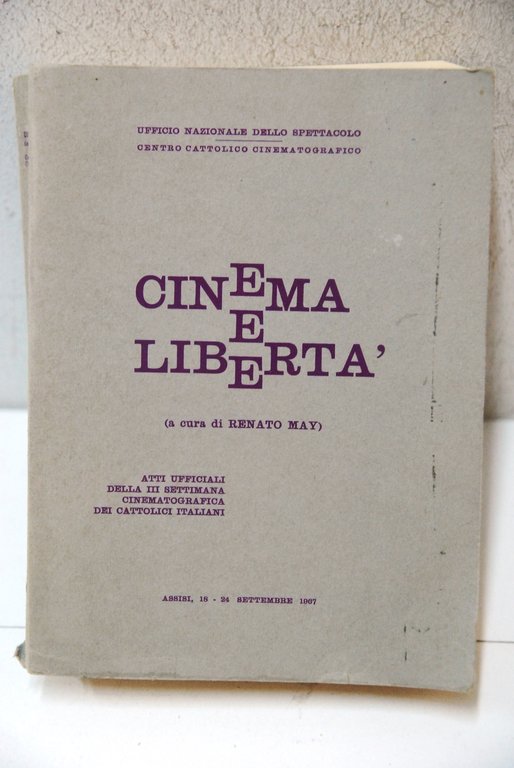 UFFICIO NAZIONALE DELLO SPETTACOLO
CENTRO CATTOLICO CINEMATOGRAFICO
CINEMA
E
LIBERTA'
(a cura di RENATO MAY)
ATTI UFFICIALI
DELLA III SETTIMANA
CINEMATOGRAFICA
DEI CATTOLICI ITALIANI
ASSISI, 18 - 24 SETTEMBRE 1967